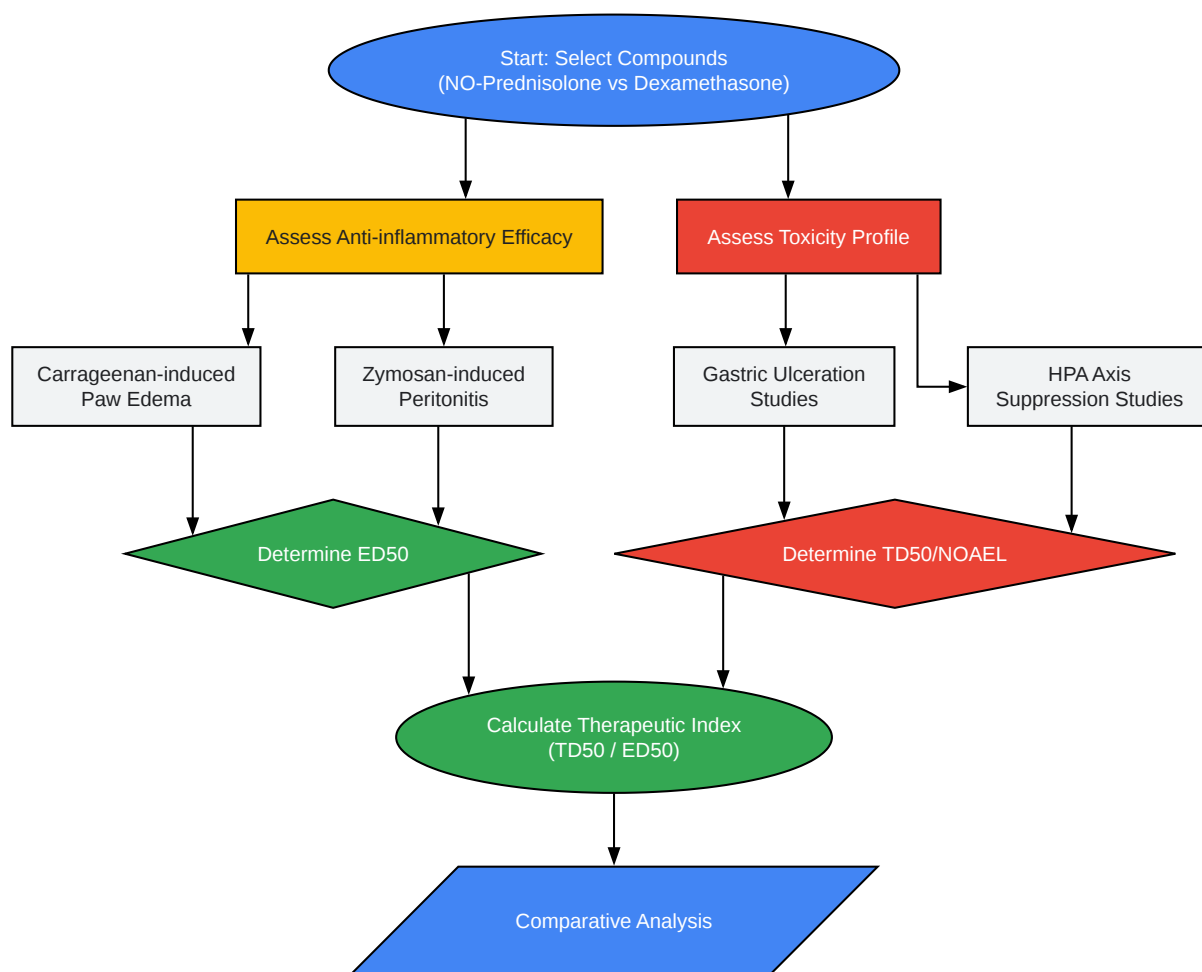 Start: Select Compounds
(NO-Prednisolone vs Dexamethasone)
Assess Anti-inflammatory Efficacy
Assess Toxicity Profile
Carrageenan-induced
Paw Edema
Zymosan-induced
Peritonitis
Gastric Ulceration
Studies
HPA Axis
Suppression Studies
Determine ED50
Determine TD50/NOAEL
Calculate Therapeutic Index
(TD50 / ED50)
Comparative Analysis